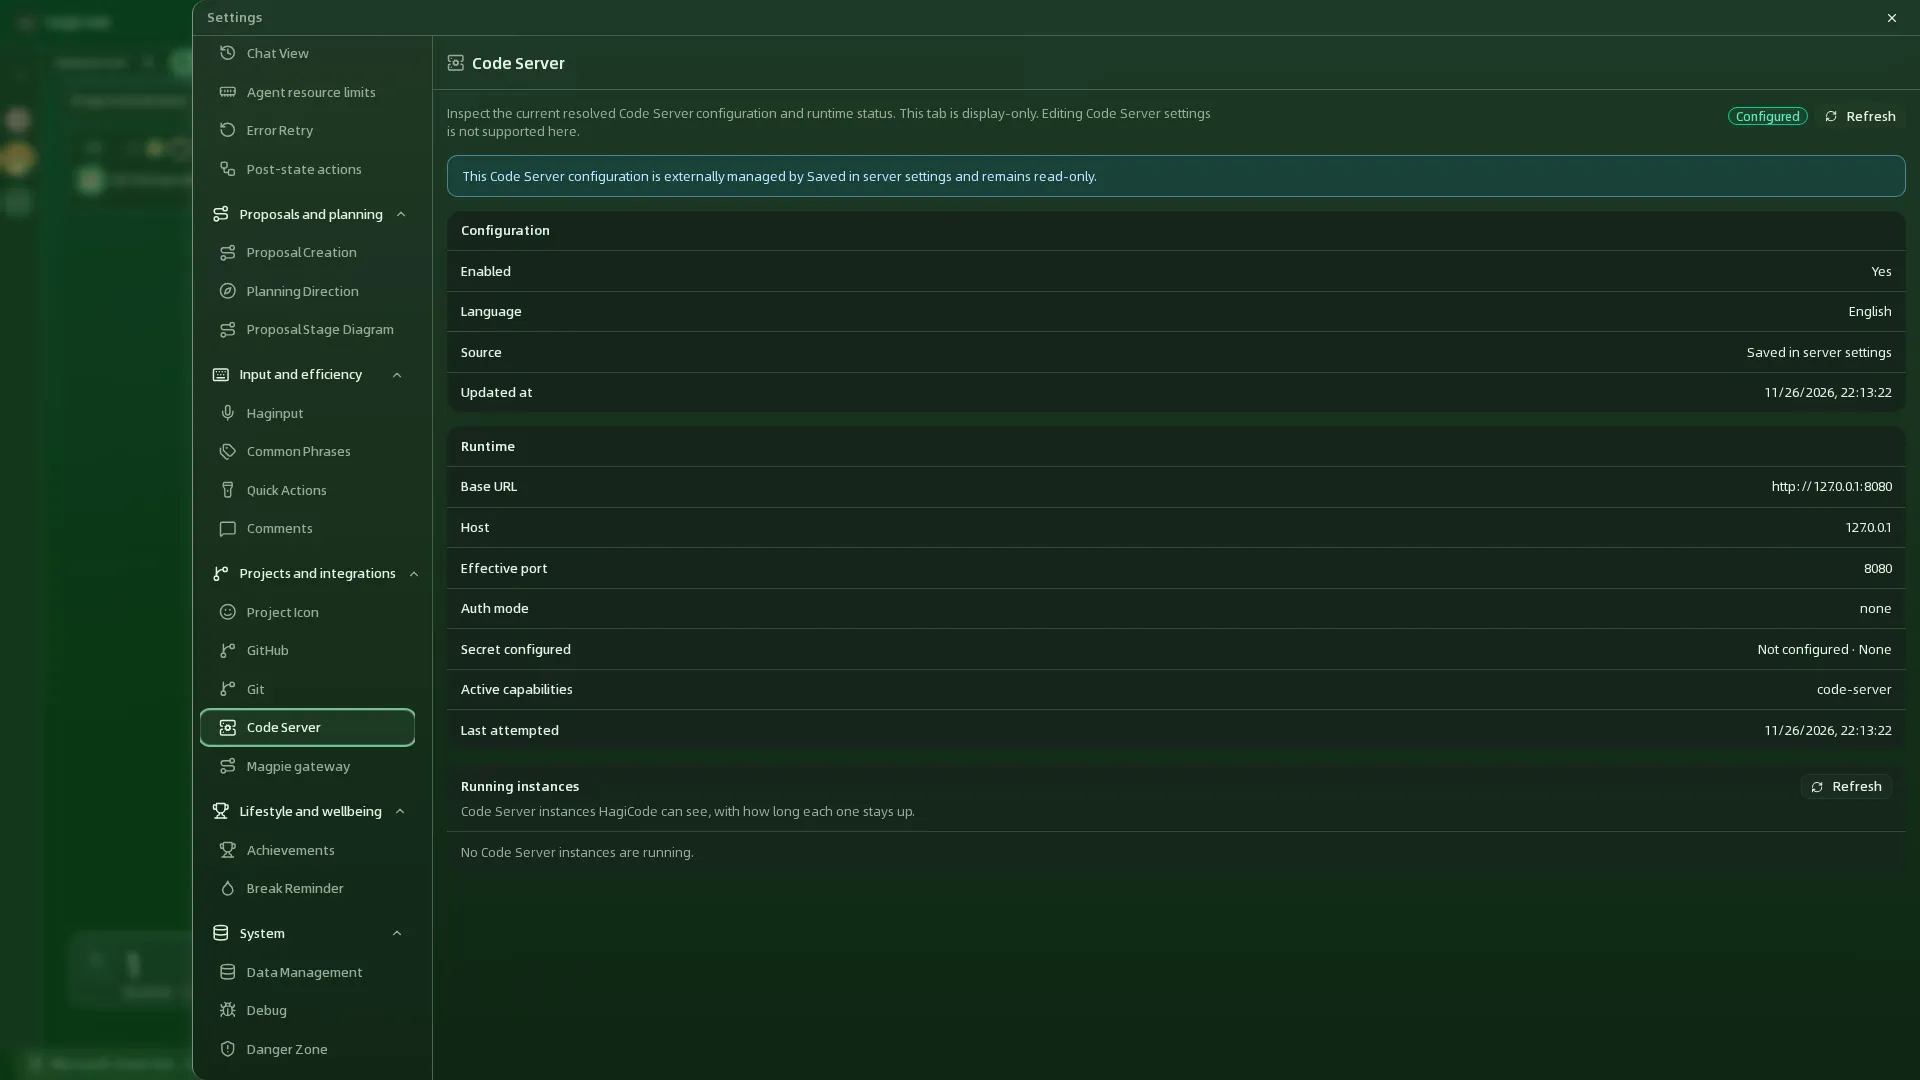 Settings
Chat View
Agent resource limits
Error Retry
Post-state actions
Proposals and planning
Proposal Creation
Planning Direction
Proposal Stage Diagram
Input and efficiency
Haginput
Common Phrases
Quick Actions
Comments
Projects and integrations
Project Icon
GitHub
Git
Code Server
Magpie gateway
Lifestyle and wellbeing
Achievements
Break Reminder
System
Data Management
Debug
Danger Zone
Code Server
Inspect the current resolved Code Server configuration and runtime status. This tab is display-only. Editing Code Server settings
is not supported here.
Configured
Refresh
This Code Server configuration is externally managed by Saved in server settings and remains read-only.
Configuration
Enabled Yes
Language English
Source Saved in server settings
Updated at 11/26/2026, 22:13:22
Runtime
Base URL http://127.0.0.1:8080
Host 127.0.0.1
Effective port 8080
Auth mode none
Secret configured Not configured · None
Active capabilities code-server
Last attempted 11/26/2026, 22:13:22
Running instances
Refresh
Code Server instances HagiCode can see, with how long each one stays up.
No Code Server instances are running.